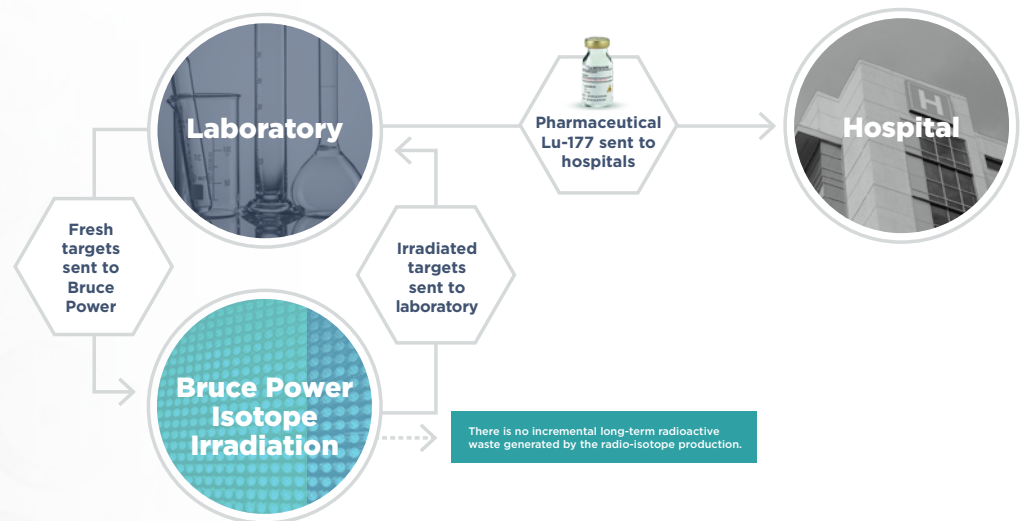 Laboratory
Pharmaceutical
Lu-177 sent to
hospitals
H
Hospital
Fresh
targets
sent to
Bruce
Power
Irradiated
targets
sent to
laboratory
Bruce Power
Isotope
Irradiation
There is no incremental long-term radioactive
waste generated by the radio-isotope production.